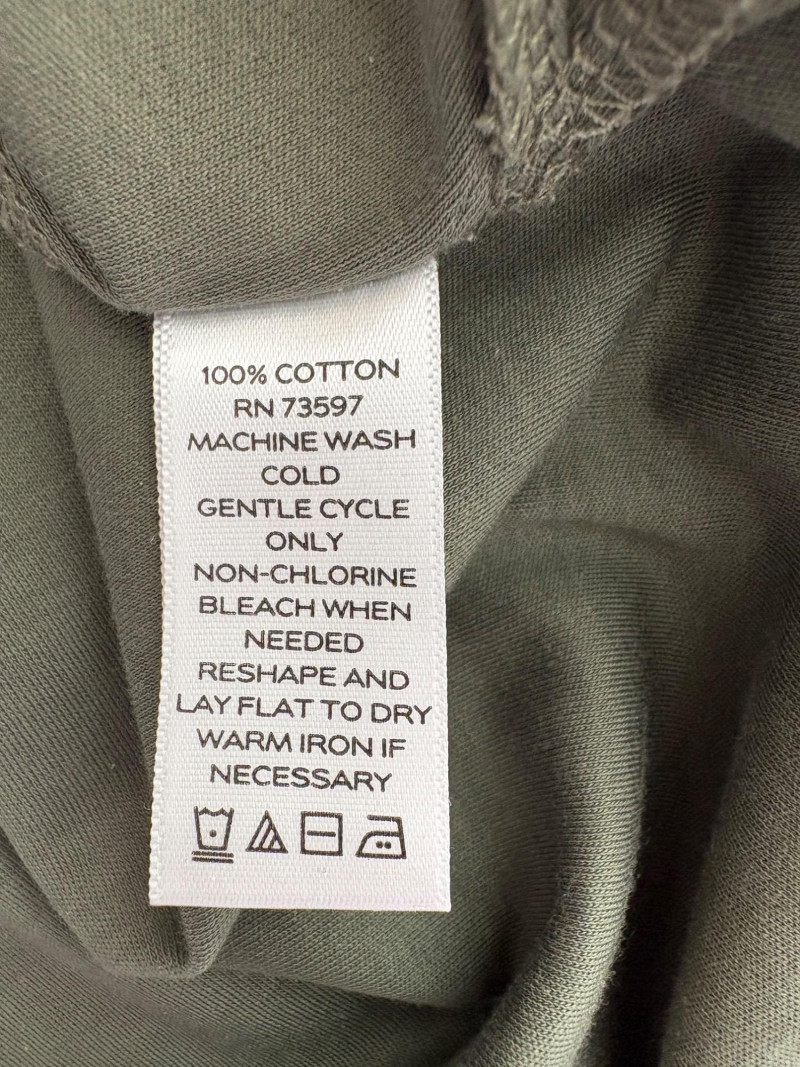 100% COTTON
RN 73597
MACHINE WASH
COLD
GENTLE CYCLE
ONLY
NON-CHLORINE
BLEACH WHEN
NEEDED
RESHAPE AND
LAY FLAT TO DRY
WARM IRON IF
NECESSARY